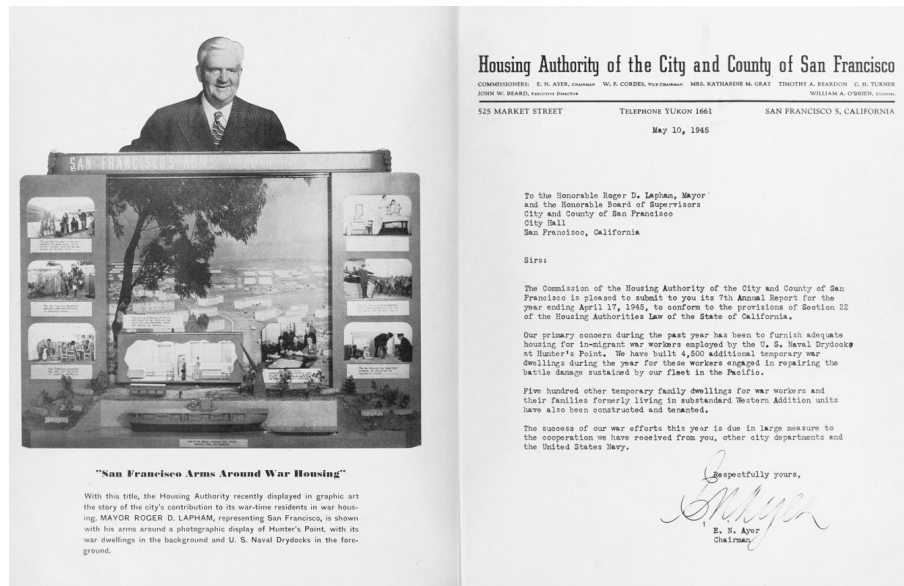 SAN FRANCISCO'S ARMS
"San Francisco Arms Around War Housing"
With this title, the Housing Authority recently displayed in graphic art
the story of the city's contribution to its war-time residents in war hous-
ing. MAYOR ROGER D. LAPHAM, representing San Francisco, is shown
with his arms around a photographic display of Hunter's Point, with its
war dwellings in the background and U. S. Naval Drydocks in the fore-
ground.
Housing Authority of the City and County of San Francisco
COMMISSIONERS: E. N. AYER, CHAIRMAN W. P. CORDES, VICE CHAIRMAN MRS. KATHARINE M. GRAY TIMOTHY A. REARDON C. H. TURNER
JOHN W. BEARD, EXECUTIVE DIRECTOR WILLIAM A. O'BRIEN, COUNSEL
525 MARKET STREET TELEPHONE YUKON 1661 SAN FRANCISCO 5, CALIFORNIA
May 10, 1945
To the Honorable Roger D. Lapham, Mayor
and the Honorable Board of Supervisors
City and County of San Francisco
City Hall
San Francisco, California
Sirs:
The Commission of the Housing Authority of the City and County of San
Francisco is pleased to submit to you its 7th Annual Report for the
year ending April 17, 1945, to conform to the provisions of Section 22
of the Housing Authorities Law of the State of California.
Our primary concern during the past year has been to furnish adequate
housing for in-migrant war workers employed by the U. S. Naval Drydocks
at Hunter's Point. We have built 4,500 additional temporary war
dwellings during the year for these workers engaged in repairing the
battle damage sustained by our fleet in the Pacific.
Five hundred other temporary family dwellings for war workers and
their families formerly living in substandard Western Addition units
have also been constructed and tenanted.
The success of our war efforts this year is due in large measure to
the cooperation we have received from you, other city departments and
the United States Navy.
Respectfully yours,
E. N. Ayer
E. N. Ayer
Chairman